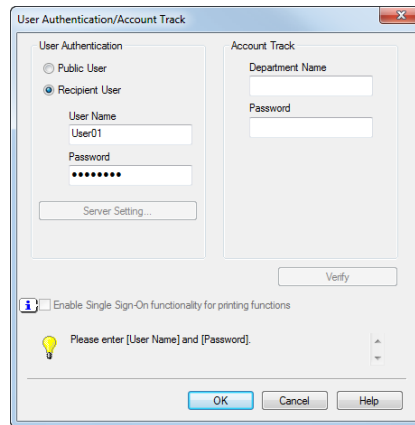 User Authentication/Account Track
User Authentication
Public User
Recipient User
User Name
User01
Password
••••••••
Server Setting...
Account Track
Department Name
Password
Verify
Enable Single Sign-On functionality for printing functions
Please enter [User Name] and [Password].
OK
Cancel
Help